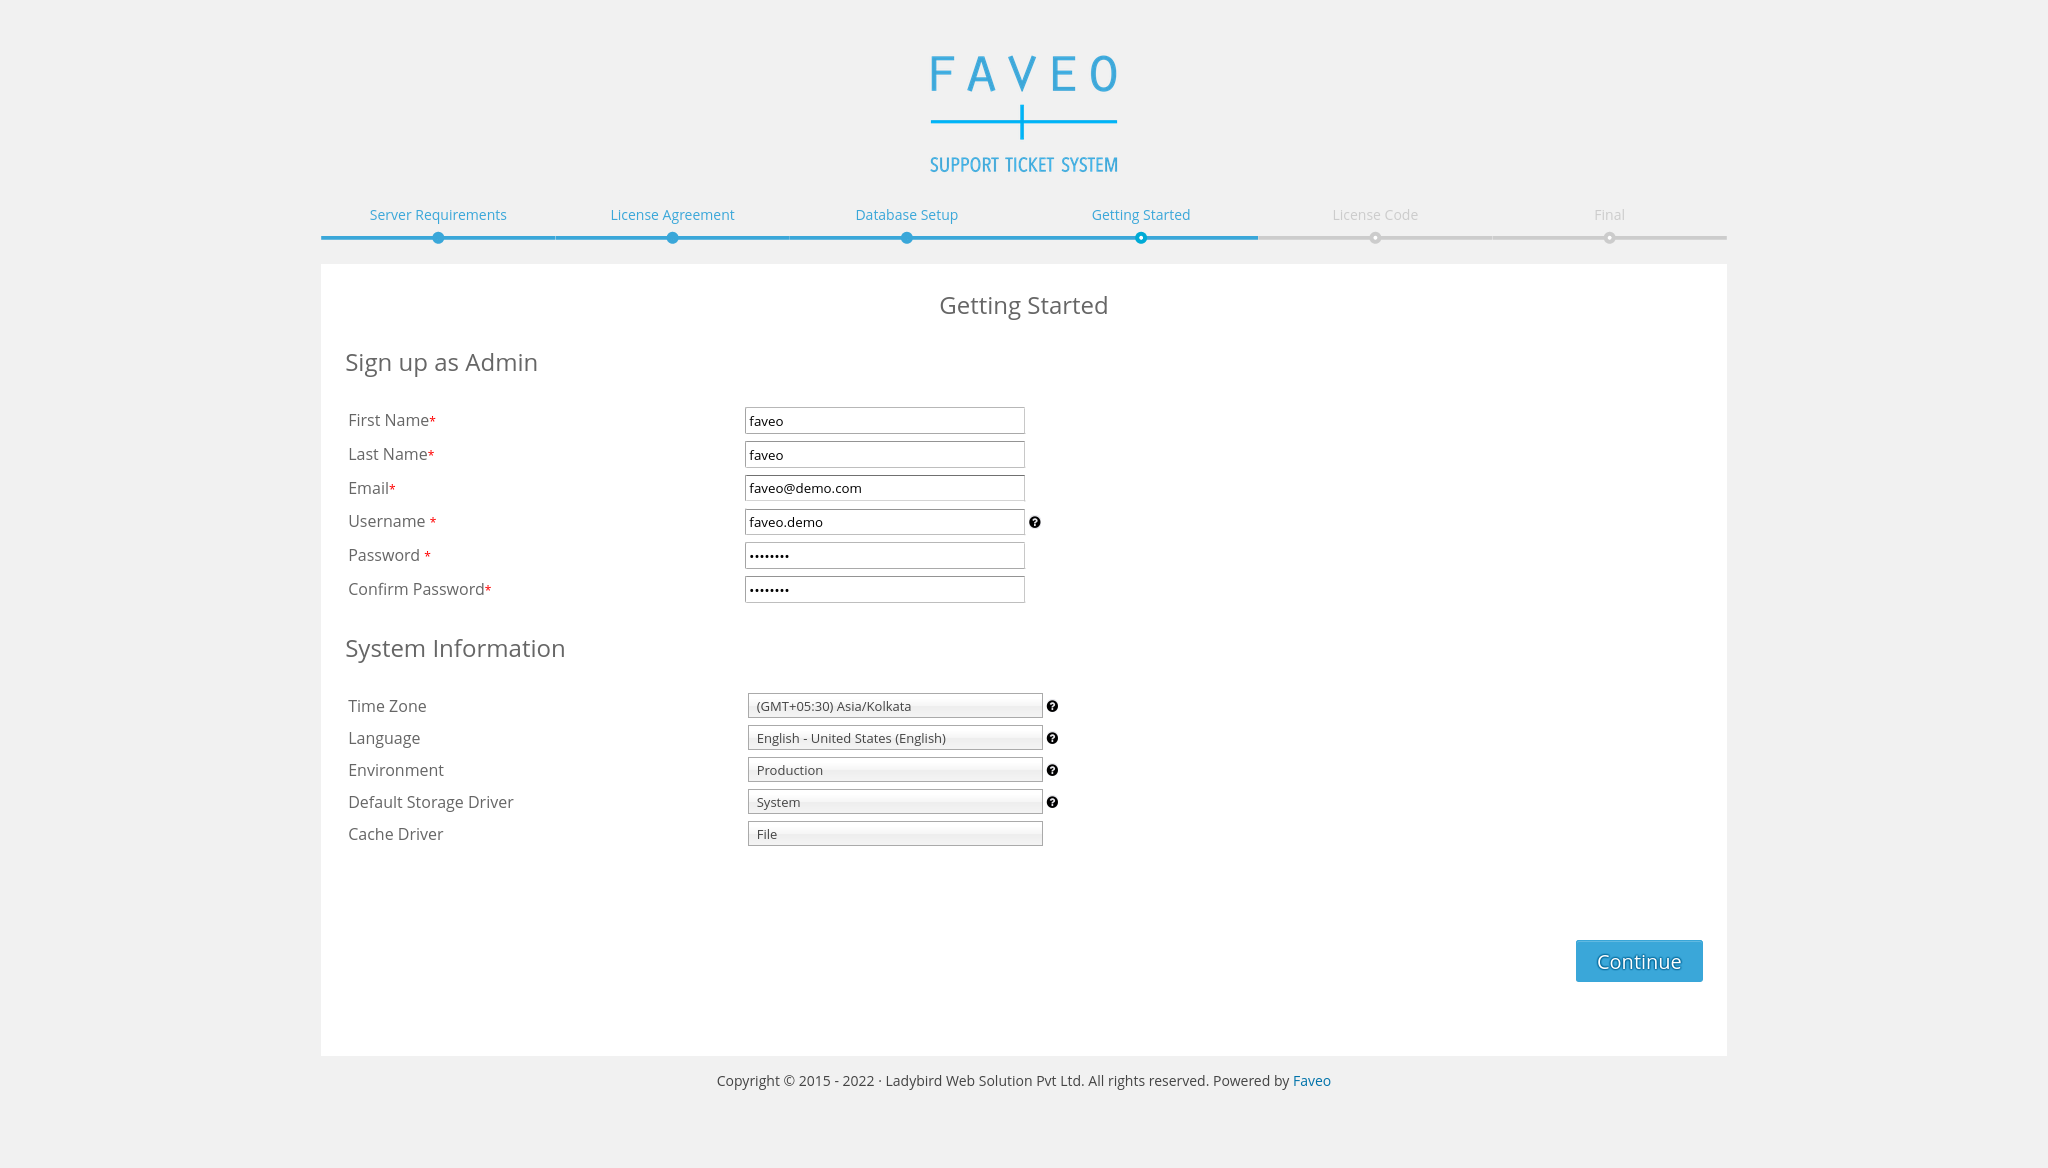 FAVEO
SUPPORT TICKET SYSTEM
Server Requirements License Agreement Database Setup Getting Started License Code Final
Getting Started
Sign up as Admin
First Name* faveo
Last Name* faveo
Email* faveo@demo.com
Username * faveo.demo ?
Password * ••••••••
Confirm Password* ••••••••
System Information
Time Zone (GMT+05:30) Asia/Kolkata ?
Language English - United States (English) ?
Environment Production ?
Default Storage Driver System ?
Cache Driver File
Continue
Copyright © 2015 - 2022 · Ladybird Web Solution Pvt Ltd. All rights reserved. Powered by Faveo